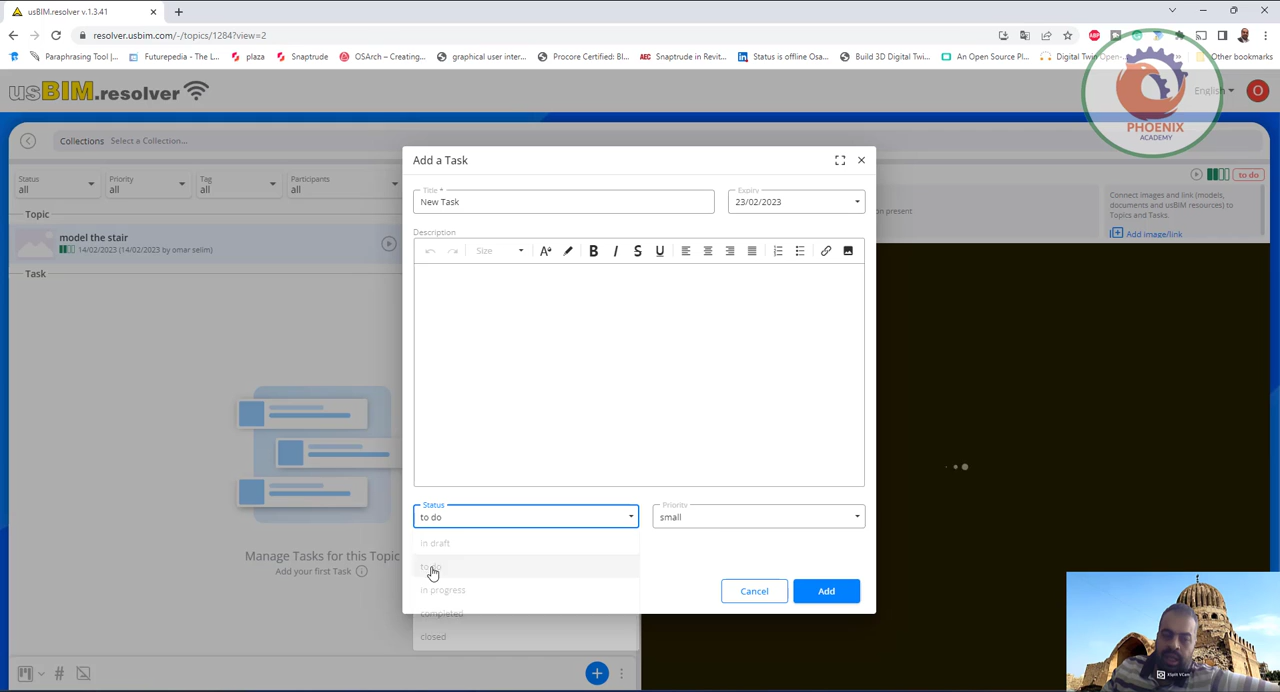 usBIM.resolver v.1.3.41
resolver.usbim.com/-/topics/1284?view=2
Paraphrasing Tool |...
Futurepedia - The L...
plaza
Snaptrude
OSArch – Creating...
graphical user inter...
Procore Certified: BI...
Snaptrude in Revit...
Status is offline Osa...
Build 3D Digital Twi...
An Open Source Pl...
Digital Twin Open-...
Other bookmarks
usBIM.resolver
English
O
PHOENIX
ACADEMY
Collections Select a Collection...
Status
all
Priority
all
Tag
all
Participants
all
to do
Topic
model the stair
14/02/2023 (14/02/2023 by omar selim)
Task
on present
Connect images and link (models, documents and usBIM resources) to Topics and Tasks.
Add image/link
Add a Task
Title *
New Task
Expiry
23/02/2023
Description
Size
B I S U
Status
to do
Priority
small
in draft
in progress
completed
closed
Cancel
Add
Manage Tasks for this Topic
Add your first Task
XSplit VCam